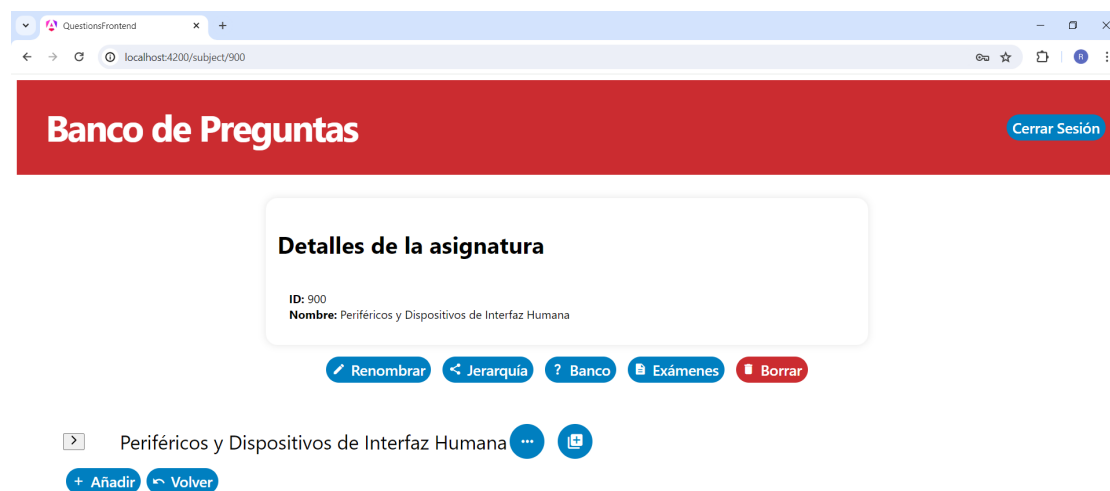 QuestionsFrontend
localhost:4200/subject/900
R
Banco de Preguntas
Cerrar Sesión
Detalles de la asignatura
ID: 900
Nombre: Periféricos y Dispositivos de Interfaz Humana
Renombrar Jerarquía ? Banco Exámenes Borrar
Periféricos y Dispositivos de Interfaz Humana
+ Añadir Volver